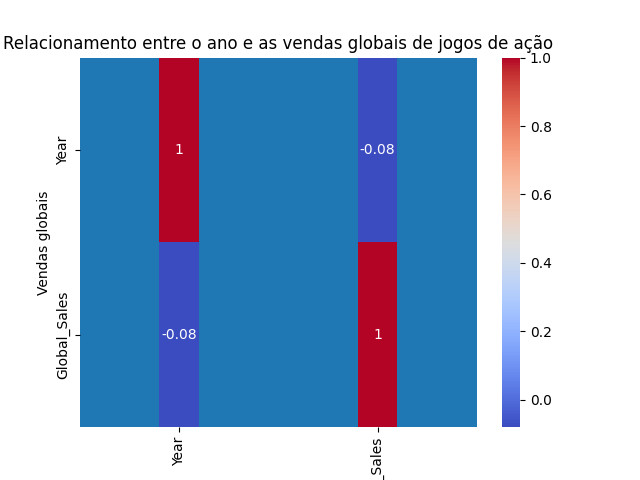 Relacionamento entre o ano e as vendas globais de jogos de ação
Vendas globais
Year
Global_Sales
1
-0.08
-0.08
1
Year
_Sales
1.0
0.8
0.6
0.4
0.2
0.0